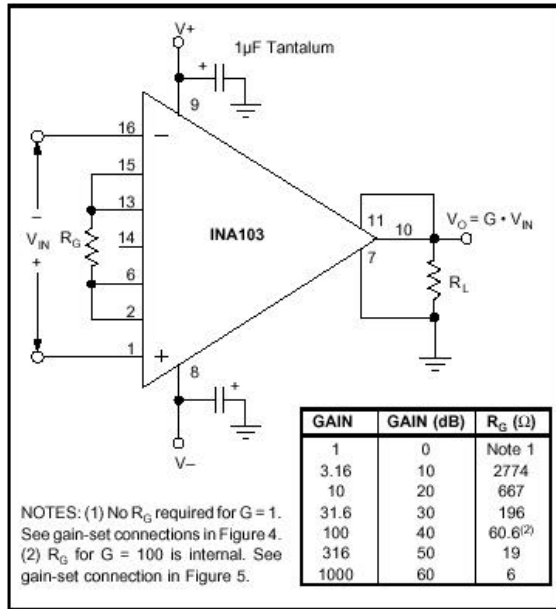 V+
1µF Tantalum
+
9
16
−
15
13
14
6
2
1
+
VIN
−
+
RG
INA103
11
10
7
VO = G • VIN
RL
8
+
V−
GAIN GAIN (dB) RG (Ω)
1 0 Note 1
3.16 10 2774
10 20 667
31.6 30 196
100 40 60.6(2)
316 50 19
1000 60 6
NOTES: (1) No RG required for G = 1.
See gain-set connections in Figure 4.
(2) RG for G = 100 is internal. See
gain-set connection in Figure 5.